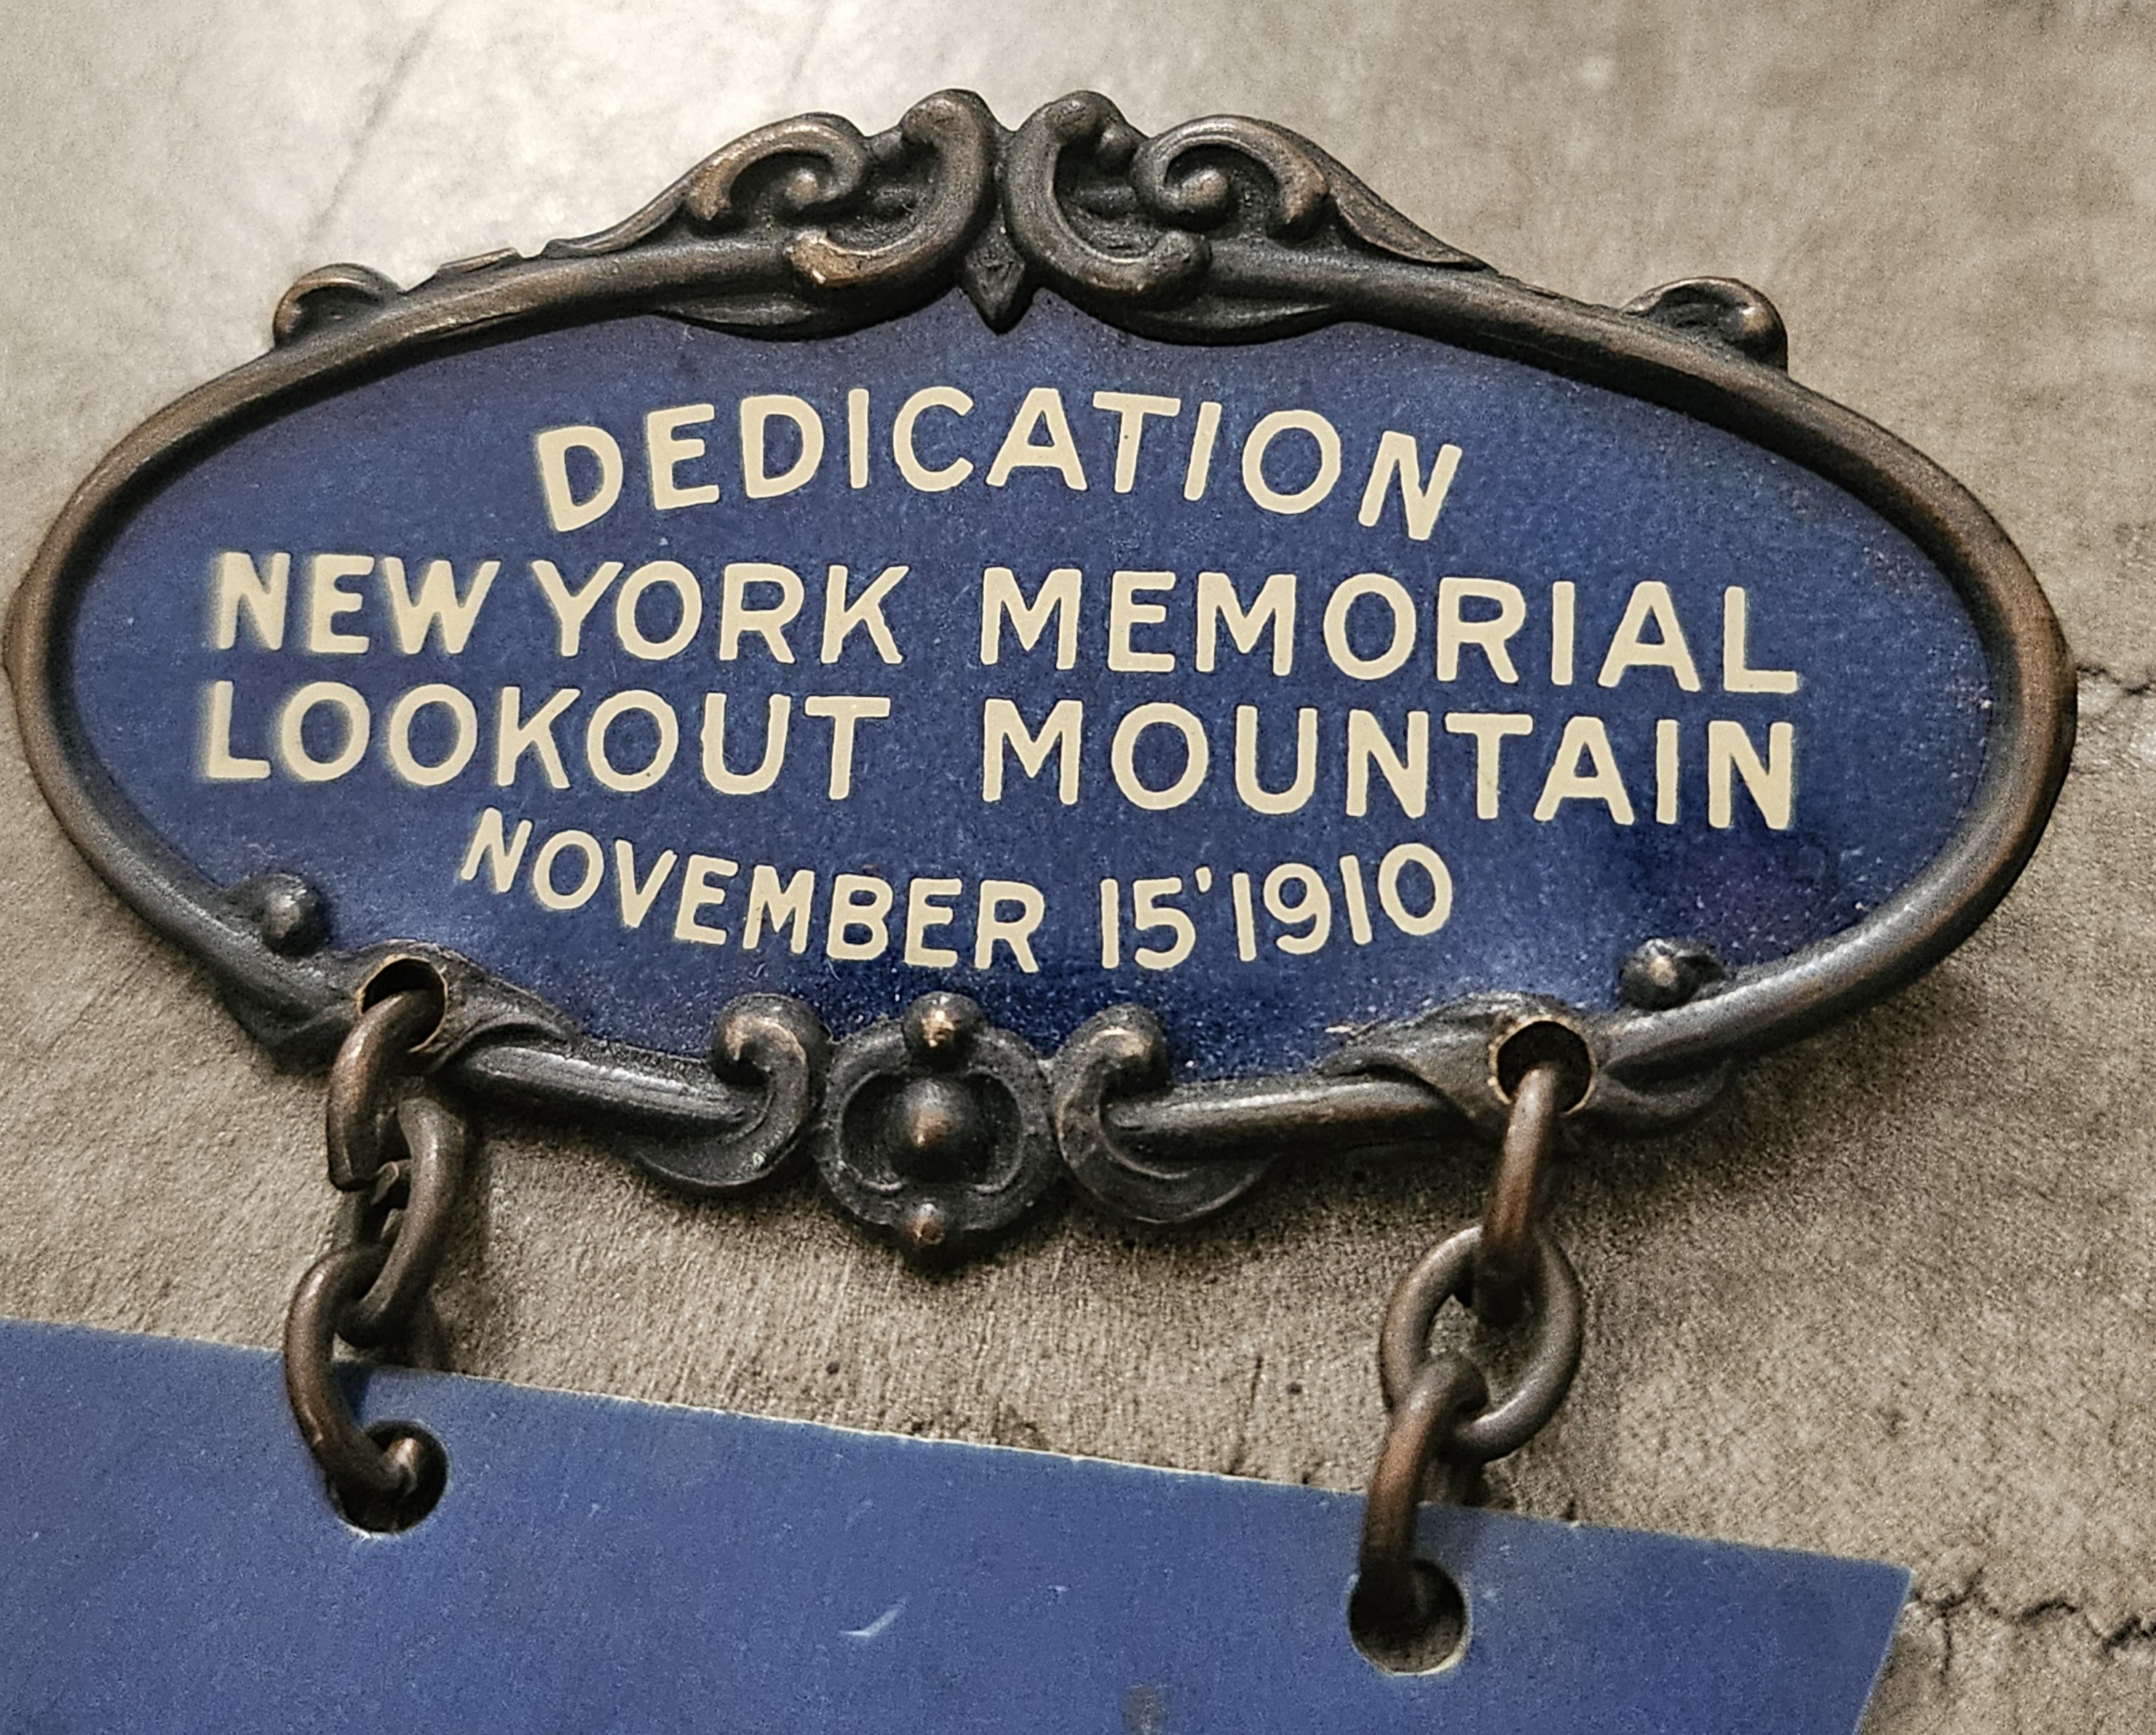 DEDICATION
NEW YORK MEMORIAL
LOOKOUT MOUNTAIN
NOVEMBER 15'1910